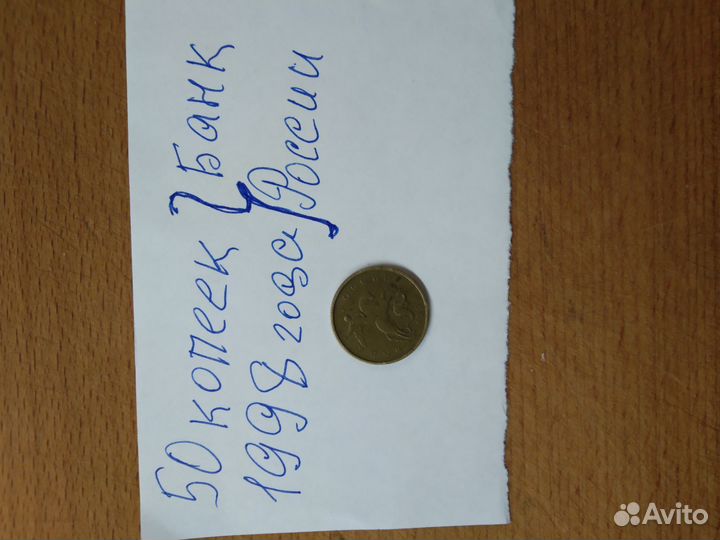 50 копеек } Банк
1998 года } России
Avito